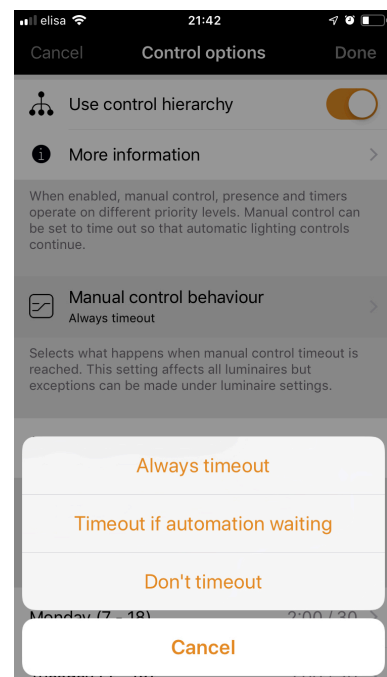 elisa 21:42
Cancel Control options Done
Use control hierarchy
More information
When enabled, manual control, presence and timers
operate on different priority levels. Manual control can
be set to time out so that automatic lighting controls
continue.
Manual control behaviour
Always timeout
Selects what happens when manual control timeout is
reached. This setting affects all luminaires but
exceptions can be made under luminaire settings.
Always timeout
Timeout if automation waiting
Don't timeout
Monday (7 - 18) 2:00 / 30
Cancel